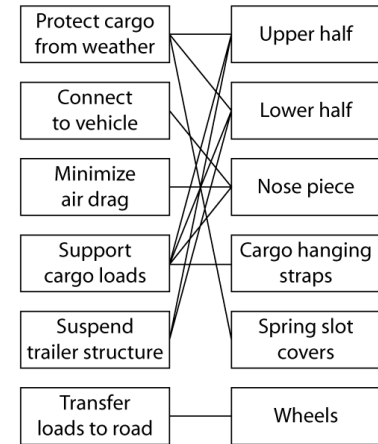 Protect cargo
from weather
Upper half
Connect
to vehicle
Lower half
Minimize
air drag
Nose piece
Support
cargo loads
Cargo hanging
straps
Suspend
trailer structure
Spring slot
covers
Transfer
loads to road
Wheels